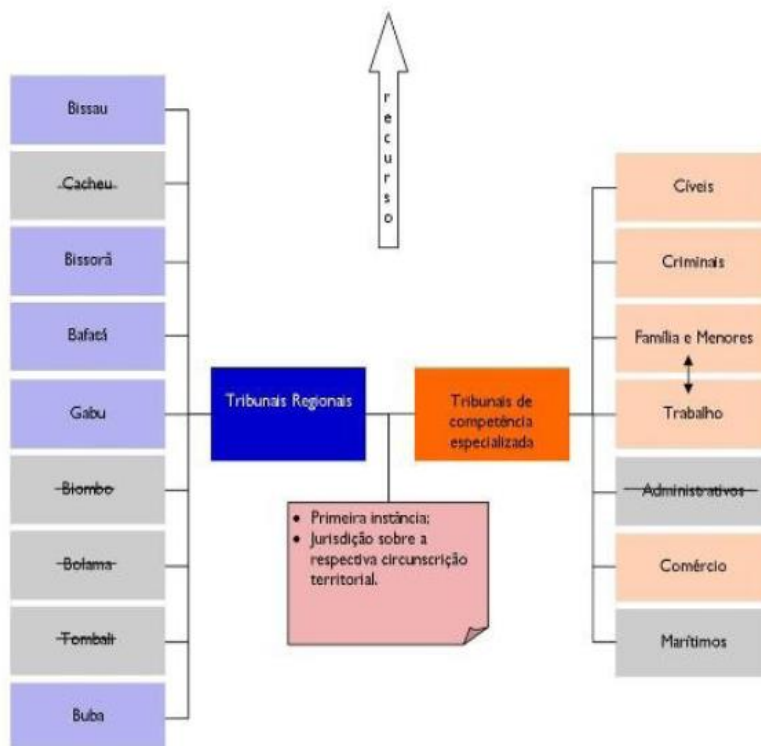 recurso
Bissau
Cacheu
Bissorã
Bafatá
Gabu
Biombo
Bolama
Tombali
Buba
Tribunais Regionais
Tribunais de
competência
especializada
• Primeira instância;
• Jurisdição sobre a
respectiva circunscrição
territorial.
Cíveis
Criminais
Família e Menores
Trabalho
Administrativos
Comércio
Marítimos